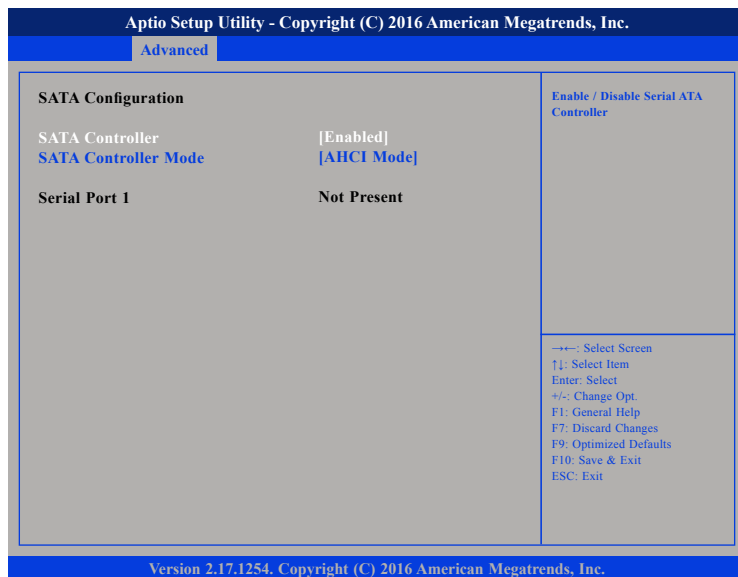 Aptio Setup Utility - Copyright (C) 2016 American Megatrends, Inc.
Advanced
SATA Configuration
SATA Controller [Enabled]
SATA Controller Mode [AHCI Mode]
Serial Port 1 Not Present
Enable / Disable Serial ATA
Controller
→←: Select Screen
↑↓: Select Item
Enter: Select
+/-: Change Opt.
F1: General Help
F7: Discard Changes
F9: Optimized Defaults
F10: Save & Exit
ESC: Exit
Version 2.17.1254. Copyright (C) 2016 American Megatrends, Inc.